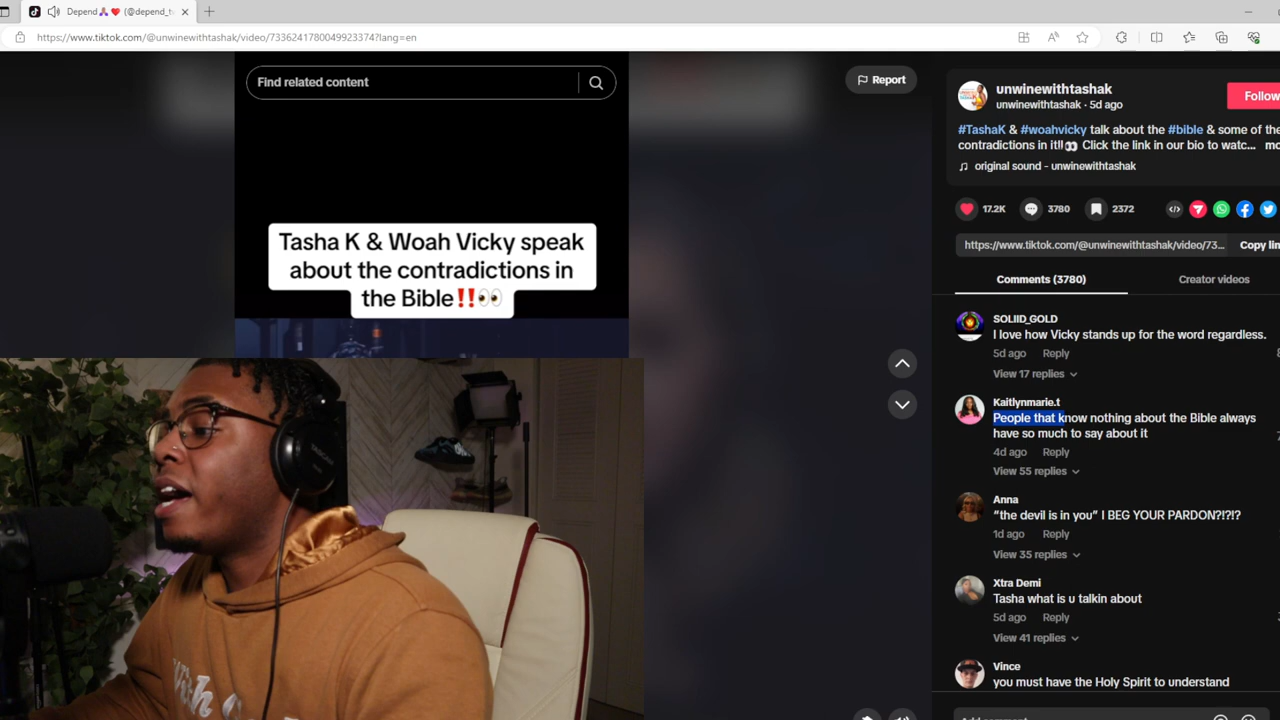 Depend🙏🏽❤️ (@depend_t
https://www.tiktok.com/@unwinewithtashak/video/7336241780049923374?lang=en
Find related content
Report
Tasha K & Woah Vicky speak
about the contradictions in
the Bible‼️👀
unwinewithtashak
unwinewithtashak · 5d ago
Follow
#TashaK & #woahvicky talk about the #bible & some of the
contradictions in it!!👀 Click the link in our bio to watc...
original sound - unwinewithtashak
17.2K
3780
2372
https://www.tiktok.com/@unwinewithtashak/video/73...
Copy lin
Comments (3780)
Creator videos
SOLIID_GOLD
I love how Vicky stands up for the word regardless.
5d ago Reply
View 17 replies
Kaitlynmarie.t
People that know nothing about the Bible always
have so much to say about it
4d ago Reply
View 55 replies
Anna
“the devil is in you” I BEG YOUR PARDON?!?!?
1d ago Reply
View 35 replies
Xtra Demi
Tasha what is u talkin about
5d ago Reply
View 41 replies
Vince
you must have the Holy Spirit to understand